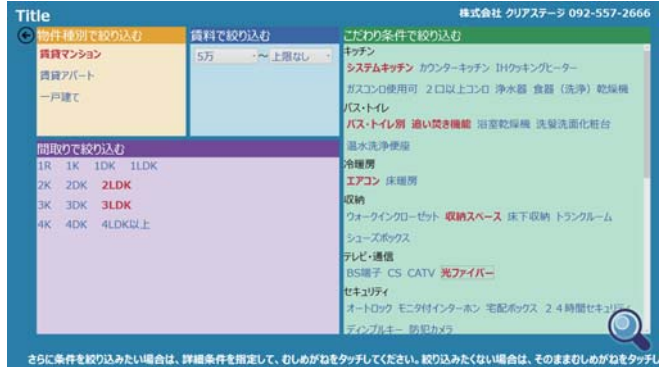 Title
株式会社 クリアステージ 092-557-2666
物件種別で絞り込む
賃貸マンション
賃貸アパート
一戸建て
賃料で絞り込む
5万 ～ 上限なし
間取りで絞り込む
1R 1K 1DK 1LDK
2K 2DK 2LDK
3K 3DK 3LDK
4K 4DK 4LDK以上
こだわり条件で絞り込む
キッチン
システムキッチン カウンターキッチン IHクッキングヒーター
ガスコンロ使用可 2口以上コンロ 浄水器 食器（洗浄）乾燥機
バス・トイレ
バス・トイレ別 追い焚き機能 浴室乾燥機 洗髪洗面化粧台
温水洗浄便座
冷暖房
エアコン 床暖房
収納
ウォークインクローゼット 収納スペース 床下収納 トランクルーム
シューズボックス
テレビ・通信
BS端子 CS CATV 光ファイバー
セキュリティ
オートロック モニタ付インターホン 宅配ボックス 24時間セキュリティ
ディンプルキー 防犯カメラ
さらに条件を絞り込みたい場合は、詳細条件を指定して、むしめがねをタッチしてください。絞り込みたくない場合は、そのままむしめがねをタッチし